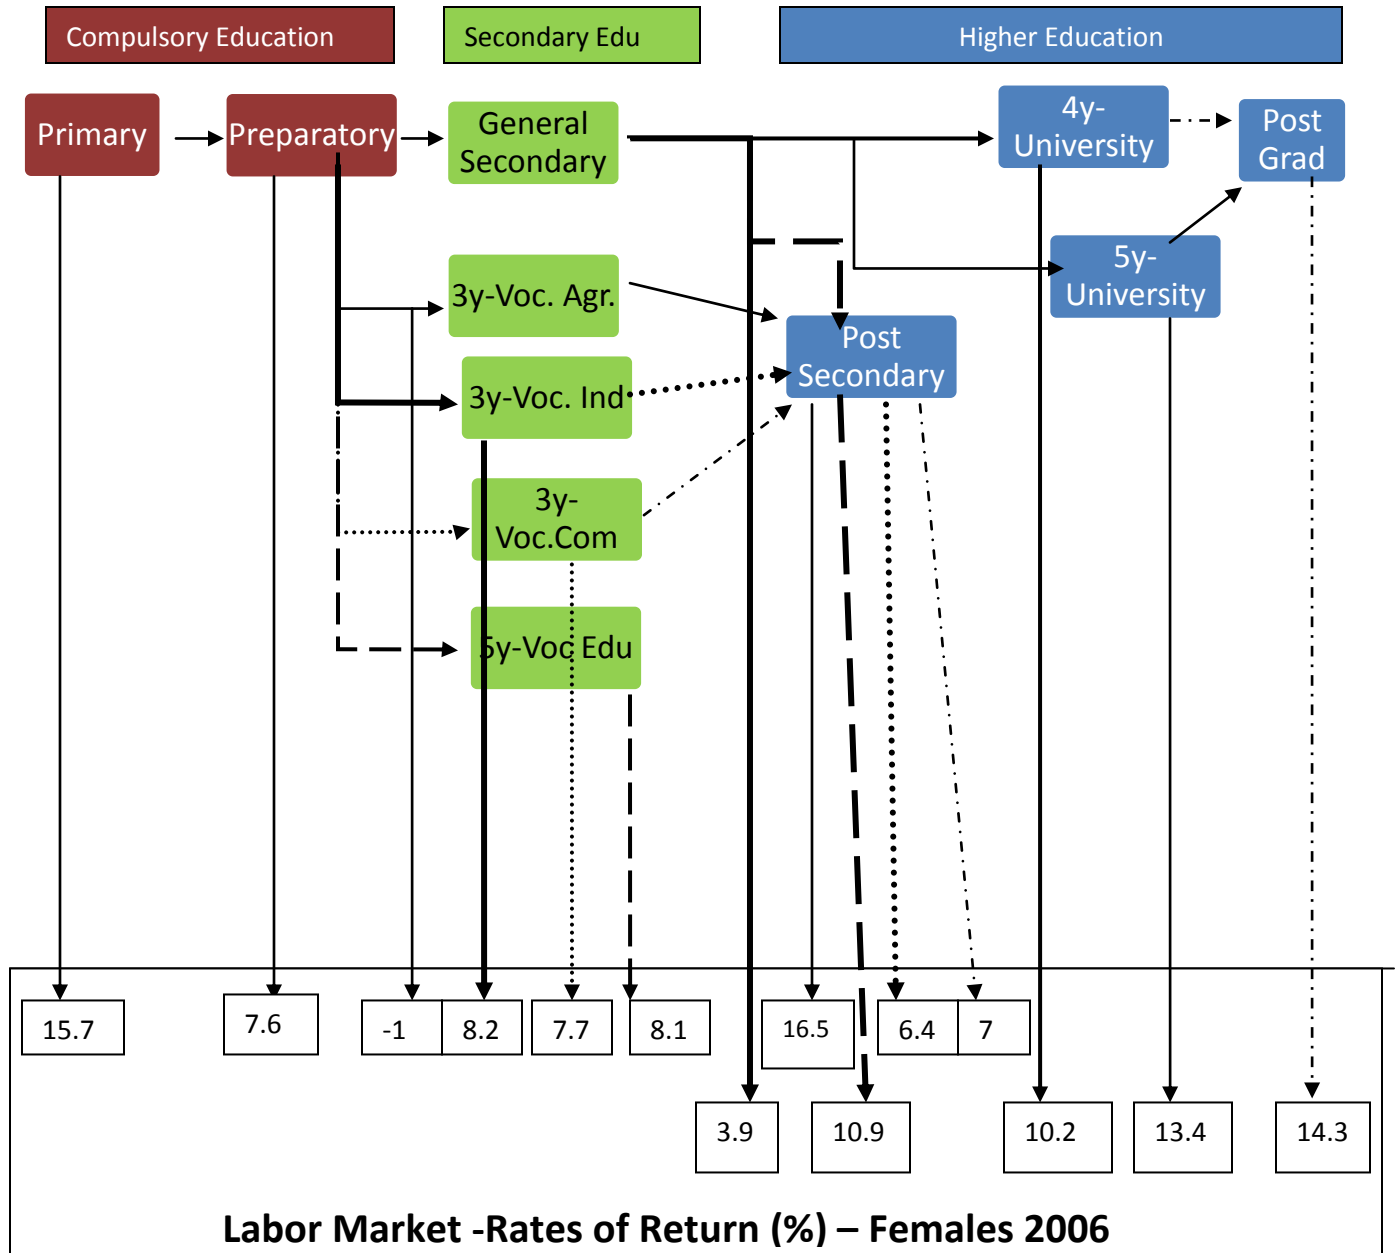 Compulsory Education
Secondary Edu
Higher Education
Primary
Preparatory
General
Secondary
4y-
University
Post
Grad
5y-
University
3y-Voc. Agr.
Post
Secondary
3y-Voc. Ind
3y-
Voc.Com
5y-Voc Edu
15.7
7.6
-1
8.2
7.7
8.1
16.5
6.4
7
3.9
10.9
10.2
13.4
14.3
Labor Market -Rates of Return (%) – Females 2006